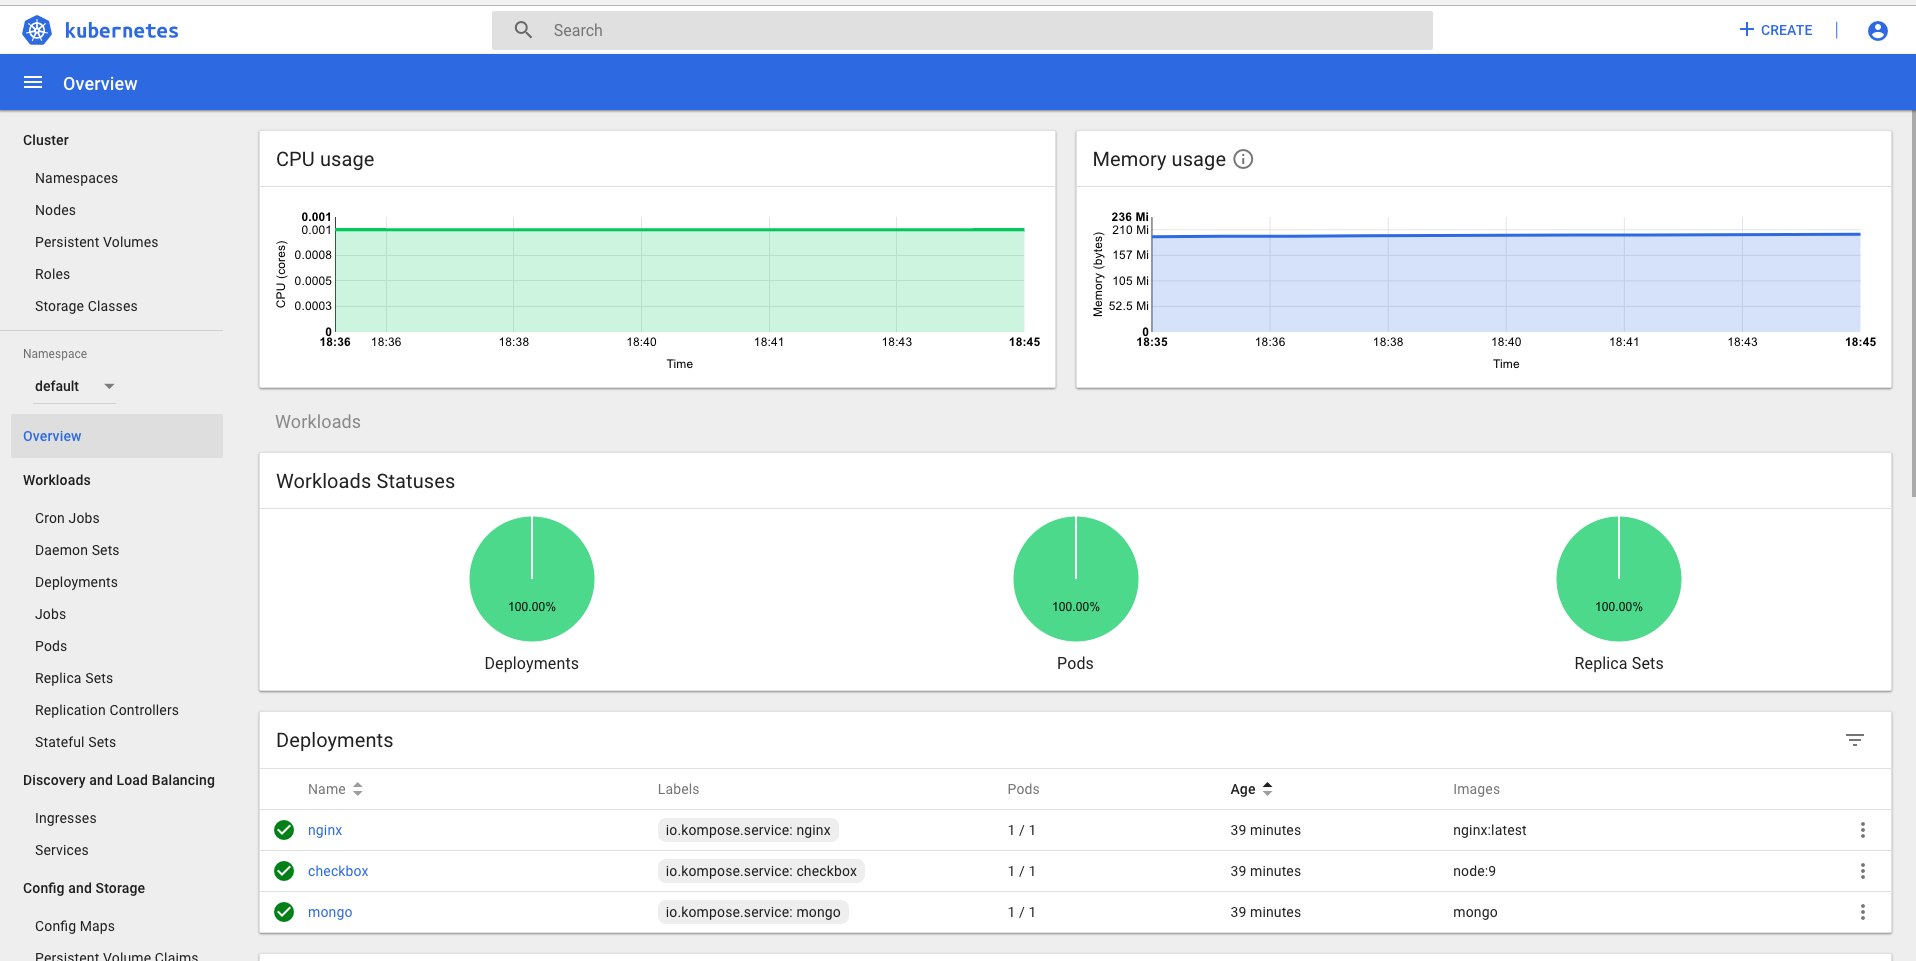 kubernetes
Search
CREATE
Overview
Cluster
Namespaces
Nodes
Persistent Volumes
Roles
Storage Classes
Namespace
default
Overview
Workloads
Cron Jobs
Daemon Sets
Deployments
Jobs
Pods
Replica Sets
Replication Controllers
Stateful Sets
Discovery and Load Balancing
Ingresses
Services
Config and Storage
Config Maps
Persistent Volume Claims
CPU usage
CPU (cores)
0.001
0.001
0.0008
0.0005
0.0003
0
18:36 18:36 18:38 18:40 18:41 18:43 18:45
Time
Memory usage
Memory (bytes)
236 Mi
210 Mi
157 Mi
105 Mi
52.5 Mi
0
18:35 18:36 18:38 18:40 18:41 18:43 18:45
Time
Workloads
Workloads Statuses
100.00% 100.00% 100.00%
Deployments Pods Replica Sets
Deployments
Name Labels Pods Age Images
nginx io.kompose.service: nginx 1 / 1 39 minutes nginx:latest
checkbox io.kompose.service: checkbox 1 / 1 39 minutes node:9
mongo io.kompose.service: mongo 1 / 1 39 minutes mongo